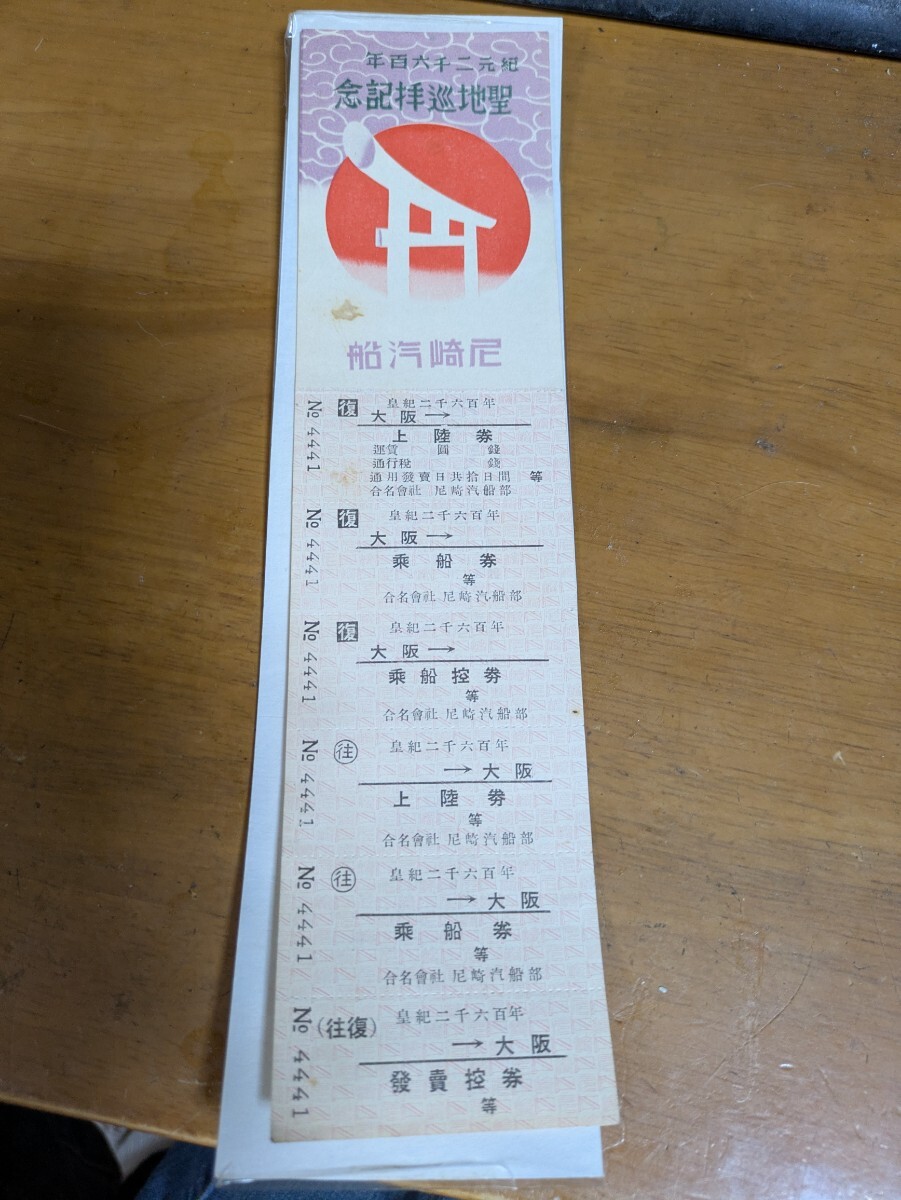 紀元二千六百年
聖地巡拝記念
尼崎汽船
№ 44441
復 皇紀二千六百年
大阪→
上陸券
運賃 圓 錢
通行税 錢
通用發賣日共拾日間 等
合名會社 尼崎汽船部
№ 44441
復 皇紀二千六百年
大阪→
乘船券
等
合名會社 尼崎汽船部
№ 44441
復 皇紀二千六百年
大阪→
乘船控券
等
合名會社 尼崎汽船部
№ 44441
往 皇紀二千六百年
→大阪
上陸券
等
合名會社 尼崎汽船部
№ 44441
往 皇紀二千六百年
→大阪
乘船券
等
合名會社 尼崎汽船部
№ 44441
(往復) 皇紀二千六百年
→大阪
發賣控券
等